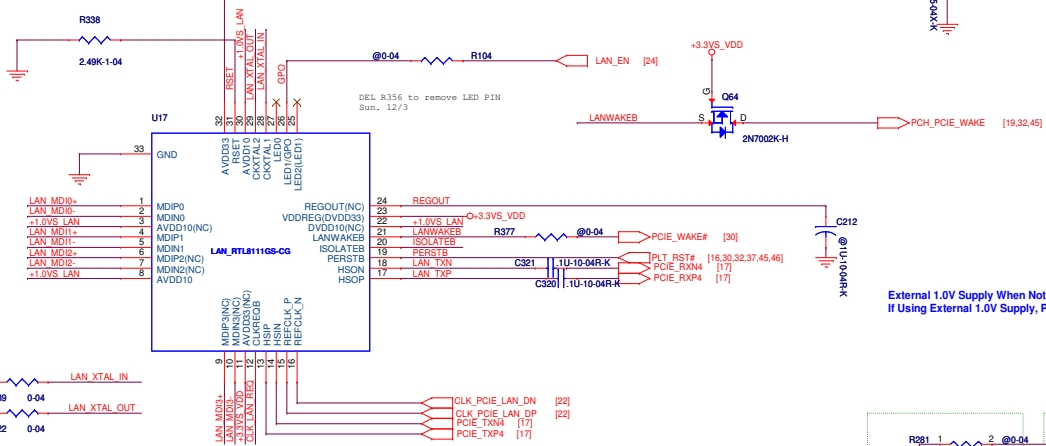 R338
2.49K-1-04
RSET
+1.0VS_LAN
LAN_XTAL_OUT
LAN_XTAL_IN
GPO
@0-04 R104
LAN_EN [24]
DEL R356 to remove LED PIN
Sun. 12/3
+3.3VS_VDD
G
Q64
LANWAKEB S D
PCH_PCIE_WAKE [19,32,45]
2N7002K-H
U17
32 31 30 29 28 27 26 25
AVDD33
RSET
AVDD10
CKXTAL2
CKXTAL1
LED0
LED1/GPO
LED2(LED1)
33 GND
LAN_MDI0+ 1 MDIP0
LAN_MDI0- 2 MDIN0
+1.0VS_LAN 3 AVDD10(NC)
LAN_MDI1+ 4 MDIP1
LAN_MDI1- 5 MDIN1
LAN_MDI2+ 6 MDIP2(NC)
LAN_MDI2- 7 MDIN2(NC)
+1.0VS_LAN 8 AVDD10
LAN_RTL8111GS-CG
REGOUT(NC) 24 REGOUT
VDDREG(DVDD33) 23 +3.3VS_VDD
DVDD10(NC) 22 +1.0VS_LAN
LANWAKEB 21 LANWAKEB
ISOLATEB 20 ISOLATEB
PERSTB 19 PERSTB
HSON 18 LAN_TXN
HSOP 17 LAN_TXP
R377 @0-04
PCIE_WAKE# [30]
PLT_RST# [16,30,32,37,45,46]
C321 .1U-10-04R-K
PCIE_RXN4 [17]
PCIE_RXP4 [17]
C320 .1U-10-04R-K
C212
@1U-10-04R-K
External 1.0V Supply When Not
If Using External 1.0V Supply, P
MDIP3(NC)
MDIN3(NC)
AVDD33(NC)
CLKREQB
HSIP
HSIN
REFCLK_P
REFCLK_N
9 10 11 12 13 14 15 16
LAN_MDI3+
LAN_MDI3-
+3.3VS_VDD
CLK_LAN_REQ
CLK_PCIE_LAN_DN [22]
CLK_PCIE_LAN_DP [22]
PCIE_TXN4 [17]
PCIE_TXP4 [17]
LAN_XTAL_IN
0-04
LAN_XTAL_OUT
0-04
R281 1 2 @0-04